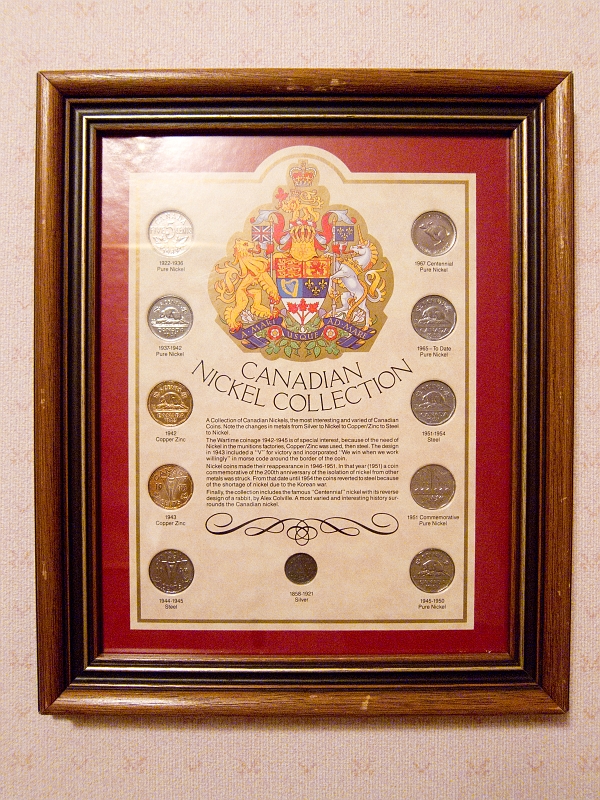 A MARI USQUE AD MARE
CANADIAN
NICKEL COLLECTION
A Collection of Canadian Nickels, the most interesting and varied of Canadian
Coins. Note the changes in metals from Silver to Nickel to Copper/Zinc to Steel
to Nickel.
The Wartime coinage 1942-1945 is of special interest, because of the need of
Nickel in the munitions factories, Copper/Zinc was used, then steel. The design
in 1943 included a "V" for victory and incorporated "We win when we work
willingly" in morse code around the border of the coin.
Nickel coins made their reappearance in 1946-1951. In that year (1951) a coin
commemorative of the 200th anniversary of the isolation of nickel from other
metals was struck. From that date until 1954 the coins reverted to steel because
of the shortage of nickel due to the Korean war.
Finally, the collection includes the famous "Centennial" nickel with its reverse
design of a rabbit, by Alex Colville. A most varied and interesting history sur-
rounds the Canadian nickel.
1922-1936
Pure Nickel
1937-1942
Pure Nickel
1942
Copper Zinc
1943
Copper Zinc
1944-1945
Steel
1858-1921
Silver
1967 Centennial
Pure Nickel
1965-To Date
Pure Nickel
1951-1954
Steel
1951 Commemorative
Pure Nickel
1946-1950
Pure Nickel